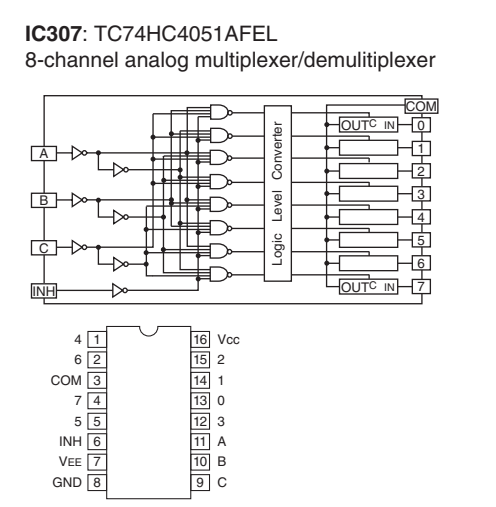 IC307: TC74HC4051AFEL
8-channel analog multiplexer/demulitiplexer
COM
OUT C IN 0
A
1
2
B
3
Logic Level Converter
4
C
5
6
INH
OUT C IN 7
4 1 16 Vcc
6 2 15 2
COM 3 14 1
7 4 13 0
5 5 12 3
INH 6 11 A
VEE 7 10 B
GND 8 9 C